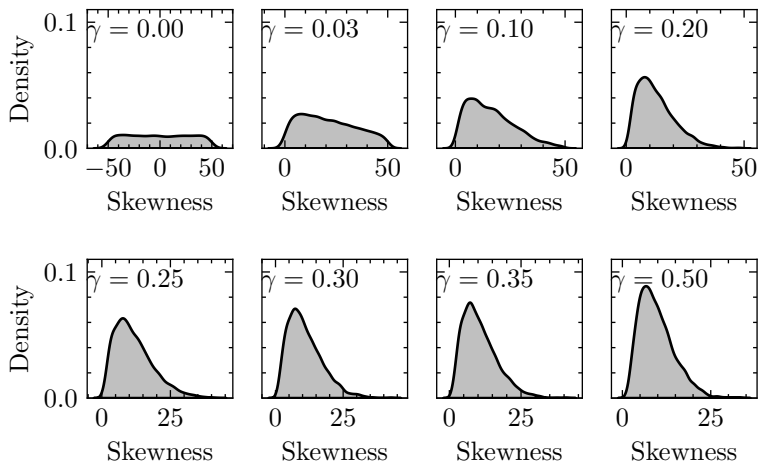 γ = 0.00 γ = 0.03 γ = 0.10 γ = 0.20
0.1
Density
0.0
−50 0 50 0 50 0 50 0 50
Skewness Skewness Skewness Skewness
γ = 0.25 γ = 0.30 γ = 0.35 γ = 0.50
0.1
Density
0.0
0 25 0 25 0 25 0 25
Skewness Skewness Skewness Skewness